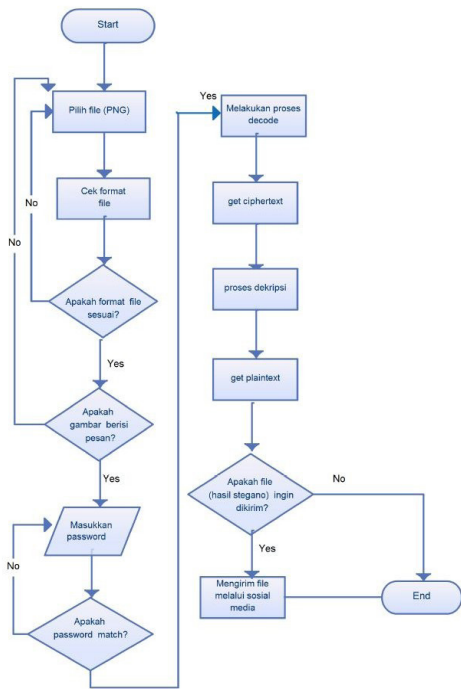 Start
Pilih file (PNG)
Cek format
file
No
No
Apakah format file
sesuai?
Yes
Apakah
gambar berisi
pesan?
Yes
Masukkan
password
No
Apakah
password match?
Yes
Melakukan proses
decode
get ciphertext
proses dekripsi
get plaintext
Apakah file
(hasil stegano) ingin
dikirim?
No
Yes
Mengirim file
melalui sosial
media
End